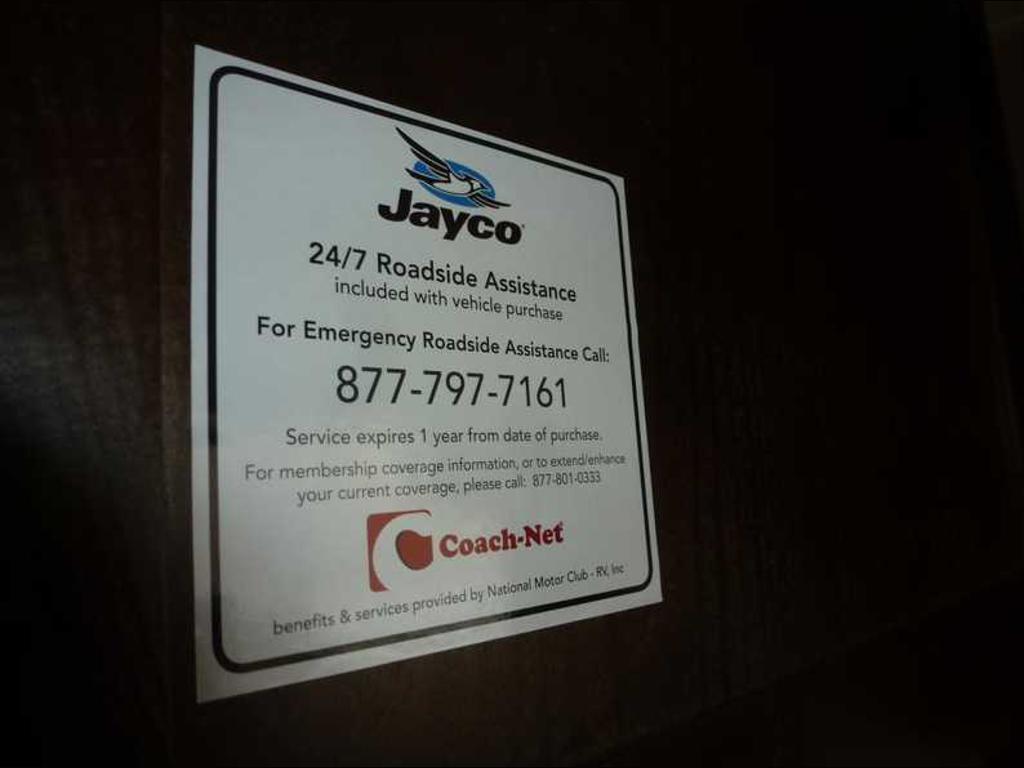 Jayco
24/7 Roadside Assistance
included with vehicle purchase
For Emergency Roadside Assistance Call:
877-797-7161
Service expires 1 year from date of purchase.
For membership coverage information, or to extend/enhance
your current coverage, please call: 877-801-0333
Coach-Net
benefits & services provided by National Motor Club - RV, Inc